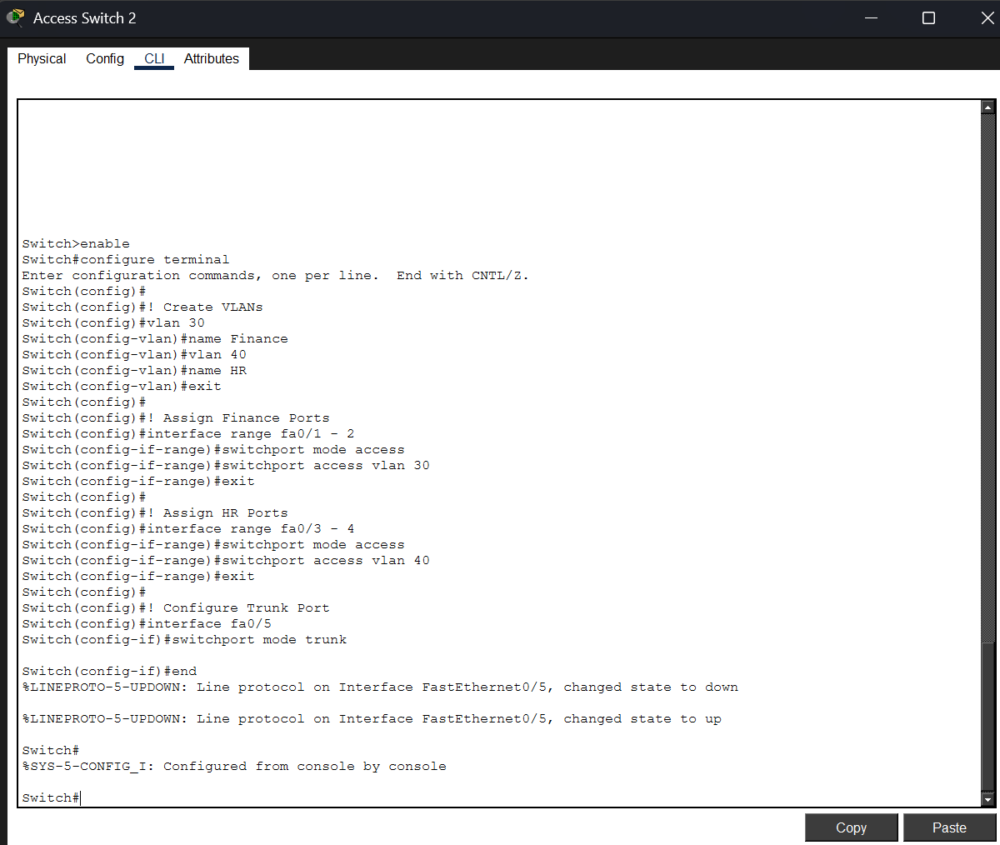 Access Switch 2
Physical Config CLI Attributes
Switch>enable
Switch#configure terminal
Enter configuration commands, one per line.  End with CNTL/Z.
Switch(config)#
Switch(config)#! Create VLANs
Switch(config)#vlan 30
Switch(config-vlan)#name Finance
Switch(config-vlan)#vlan 40
Switch(config-vlan)#name HR
Switch(config-vlan)#exit
Switch(config)#
Switch(config)#! Assign Finance Ports
Switch(config)#interface range fa0/1 - 2
Switch(config-if-range)#switchport mode access
Switch(config-if-range)#switchport access vlan 30
Switch(config-if-range)#exit
Switch(config)#
Switch(config)#! Assign HR Ports
Switch(config)#interface range fa0/3 - 4
Switch(config-if-range)#switchport mode access
Switch(config-if-range)#switchport access vlan 40
Switch(config-if-range)#exit
Switch(config)#
Switch(config)#! Configure Trunk Port
Switch(config)#interface fa0/5
Switch(config-if)#switchport mode trunk
Switch(config-if)#end
%LINEPROTO-5-UPDOWN: Line protocol on Interface FastEthernet0/5, changed state to down
%LINEPROTO-5-UPDOWN: Line protocol on Interface FastEthernet0/5, changed state to up
Switch#
%SYS-5-CONFIG_I: Configured from console by console
Switch#
Copy Paste